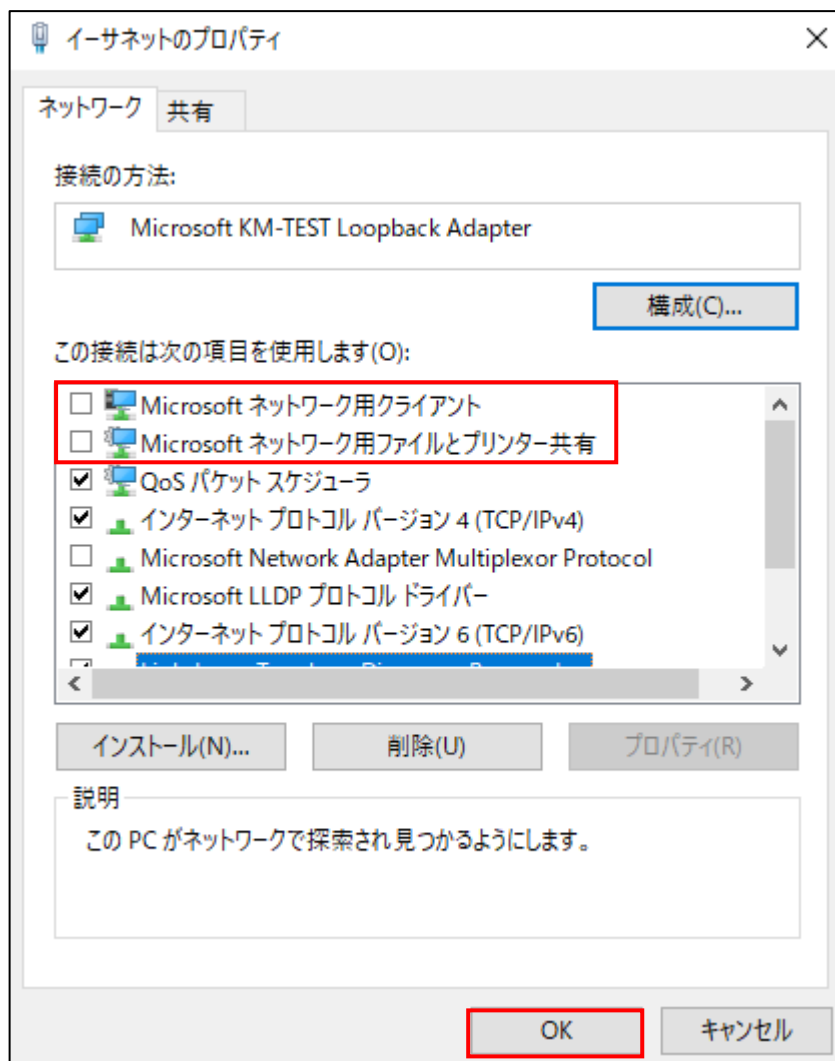 イーサネットのプロパティ
ネットワーク 共有
接続の方法:
Microsoft KM-TEST Loopback Adapter
構成(C)...
この接続は次の項目を使用します(O):
Microsoft ネットワーク用クライアント
Microsoft ネットワーク用ファイルとプリンター共有
QoS パケット スケジューラ
インターネット プロトコル バージョン 4 (TCP/IPv4)
Microsoft Network Adapter Multiplexor Protocol
Microsoft LLDP プロトコル ドライバー
インターネット プロトコル バージョン 6 (TCP/IPv6)
インストール(N)... 削除(U) プロパティ(R)
説明
この PC がネットワークで探索され見つかるようにします。
OK キャンセル